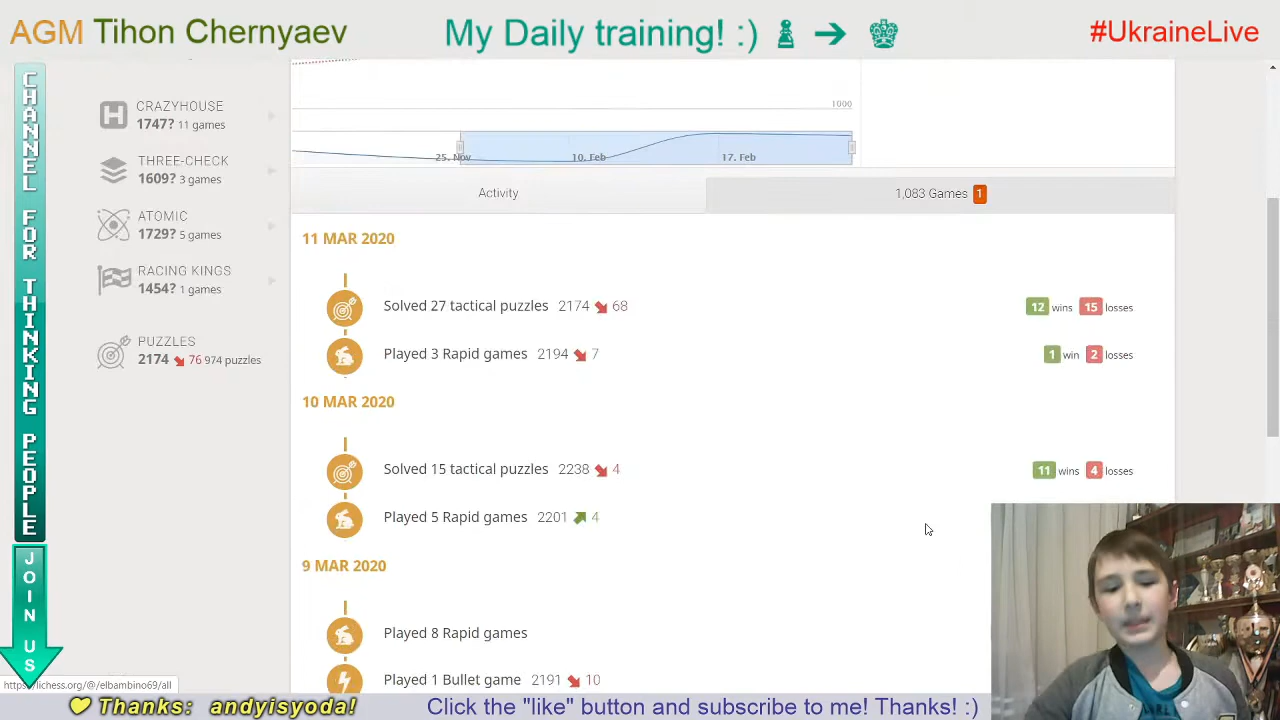 AGM Tihon Chernyaev
My Daily training! :)
#UkraineLive
CHANNEL FOR THINKING PEOPLE
JOIN US
CRAZYHOUSE
1747? 11 games
THREE-CHECK
1609? 3 games
ATOMIC
1729? 5 games
RACING KINGS
1454? 1 games
PUZZLES
2174 76 974 puzzles
1000
25. Nov
10. Feb
17. Feb
Activity
1,083 Games 1
11 MAR 2020
Solved 27 tactical puzzles 2174 68
12 wins 15 losses
Played 3 Rapid games 2194 7
1 win 2 losses
10 MAR 2020
Solved 15 tactical puzzles 2238 4
11 wins 4 losses
Played 5 Rapid games 2201 4
9 MAR 2020
Played 8 Rapid games
Played 1 Bullet game 2191 10
https://lichess.org/@/elbambino69/all
Thanks: andyisyoda!
Click the "like" button and subscribe to me! Thanks! :)